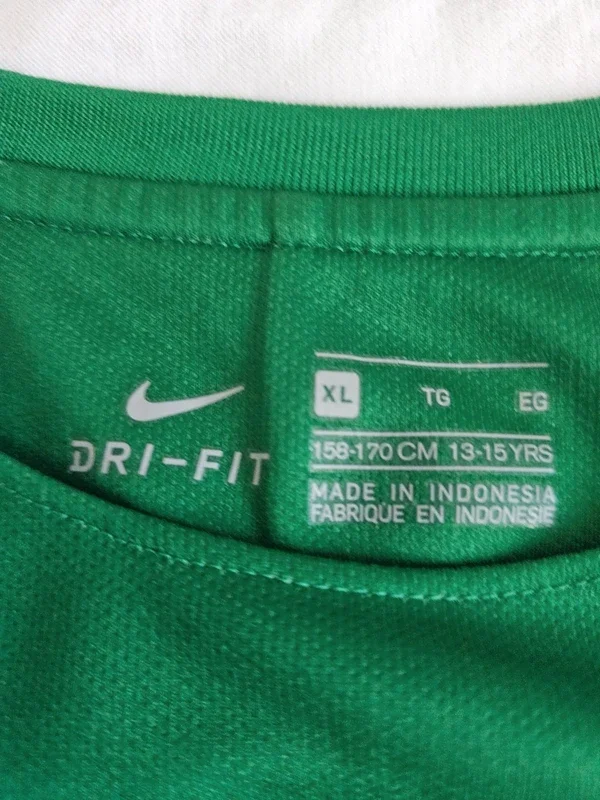 DRI-FIT
XL TG EG
158-170 CM 13-15 YRS
MADE IN INDONESIA
FABRIQUE EN INDONESIE